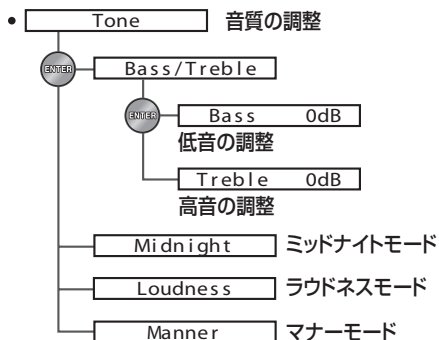 • Tone 音質の調整
ENTER Bass/Treble
ENTER Bass 0dB
低音の調整
Treble 0dB
高音の調整
Midnight ミッドナイトモード
Loudness ラウドネスモード
Manner マナーモード